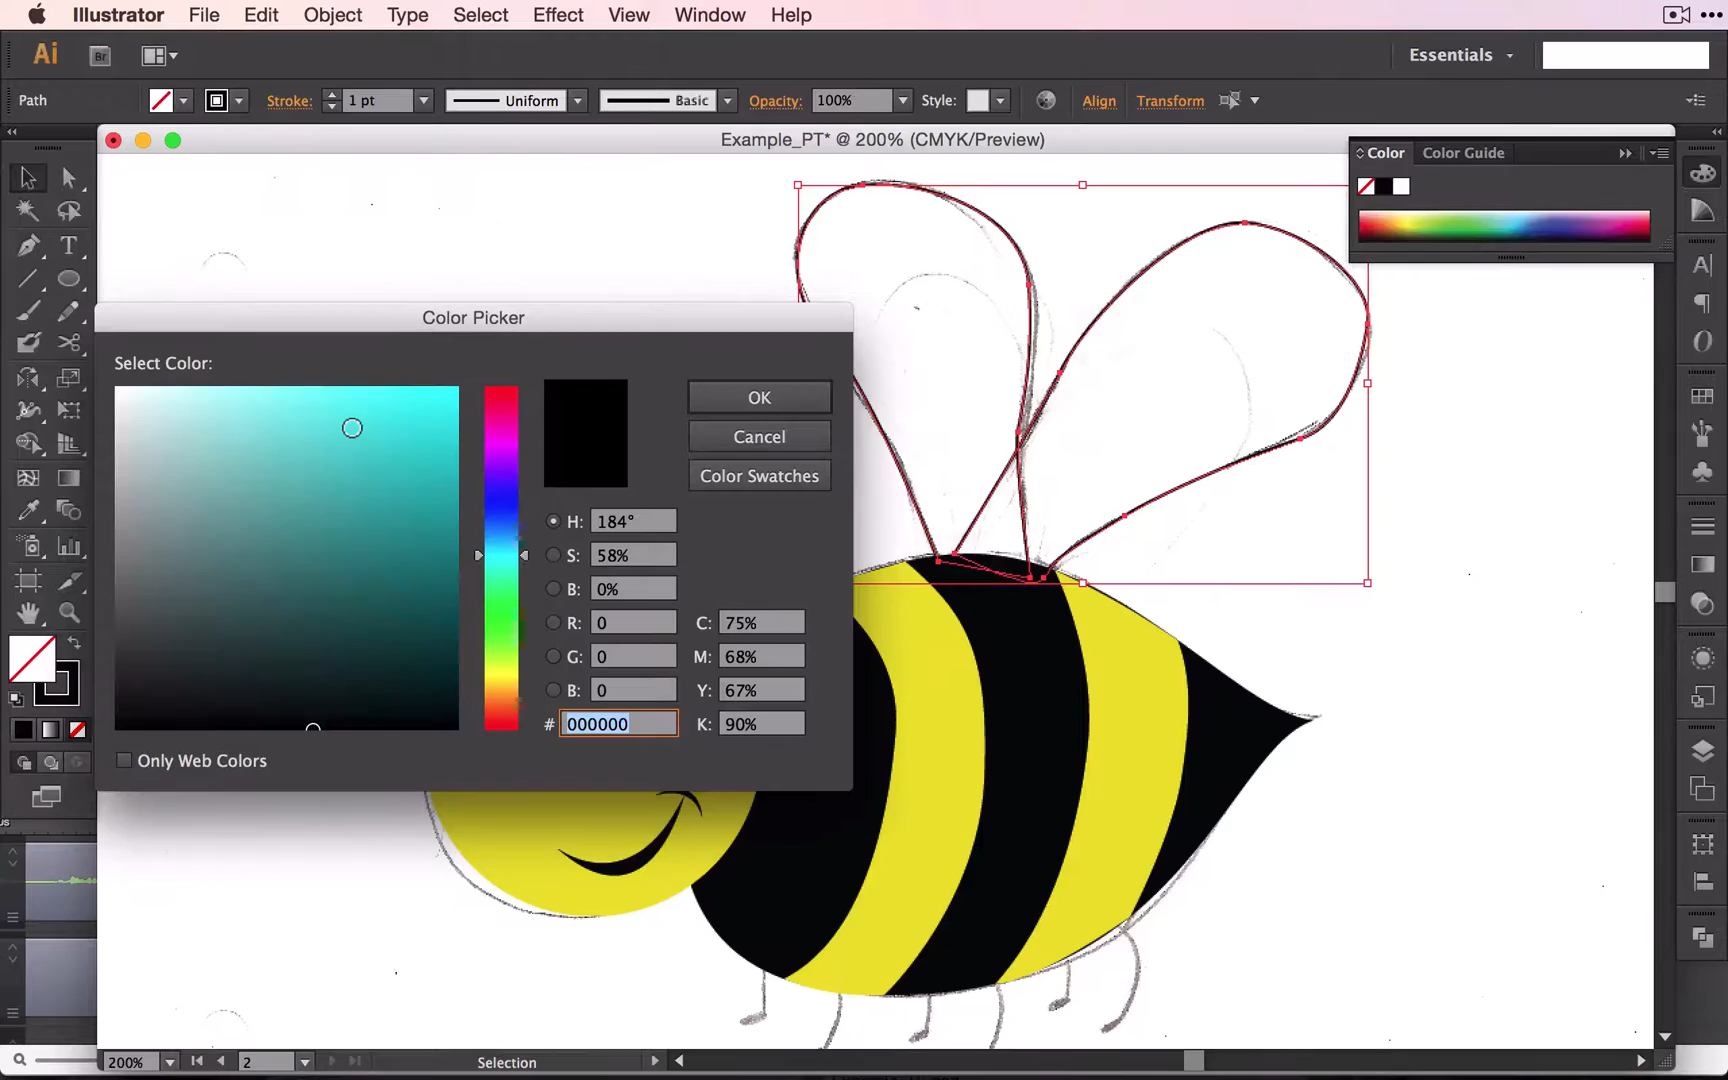 Illustrator File Edit Object Type Select Effect View Window Help
Ai Br Essentials
Path Stroke: 1 pt Uniform Basic Opacity: 100% Style: Align Transform
Example_PT* @ 200% (CMYK/Preview)
Color Color Guide
Color Picker
Select Color:
OK
Cancel
Color Swatches
H: 184°
S: 58%
B: 0%
R: 0 C: 75%
G: 0 M: 68%
B: 0 Y: 67%
# 000000 K: 90%
Only Web Colors
200% 2 Selection